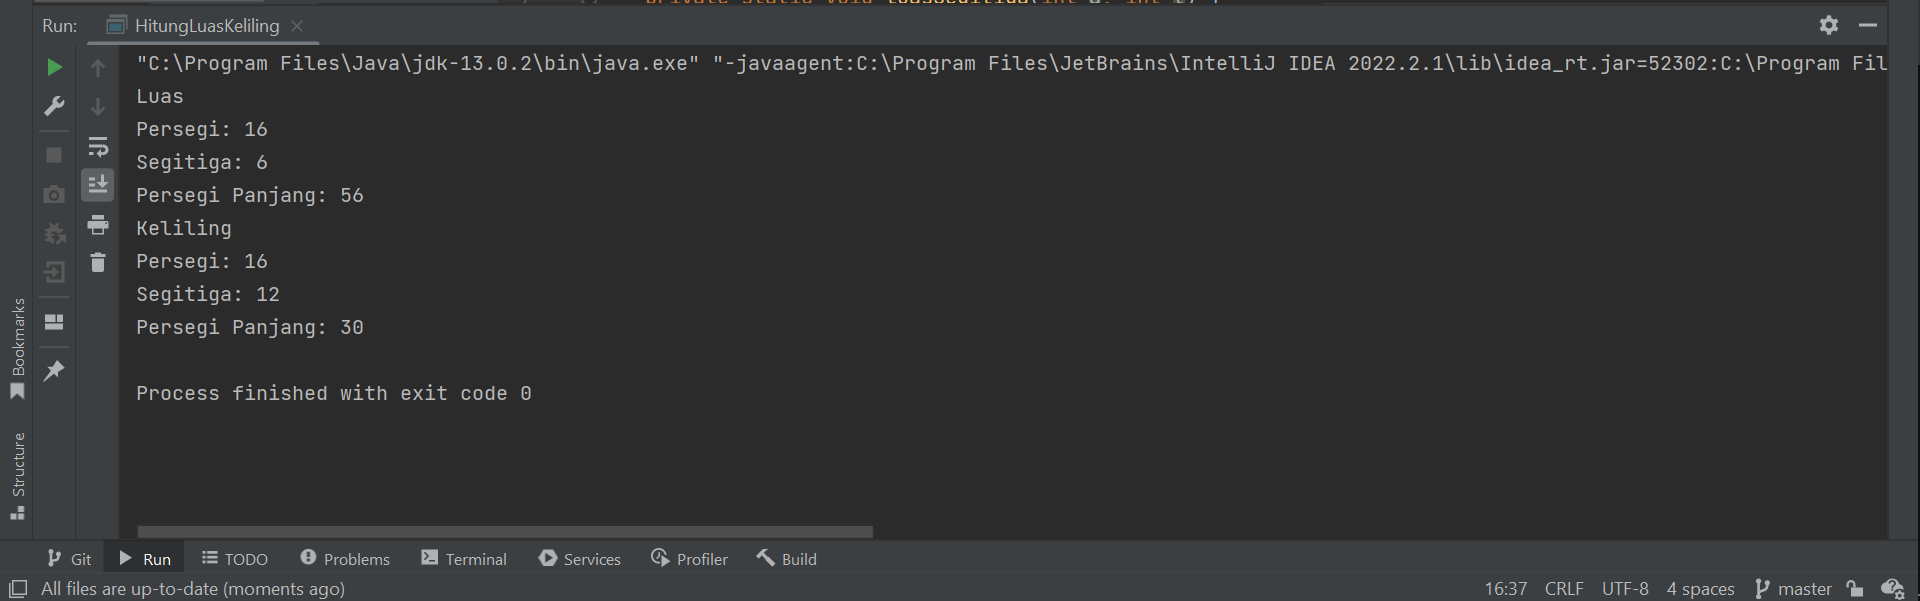 Run: HitungLuasKeliling
"C:\Program Files\Java\jdk-13.0.2\bin\java.exe" "-javaagent:C:\Program Files\JetBrains\IntelliJ IDEA 2022.2.1\lib\idea_rt.jar=52302:C:\Program Fil
Luas
Persegi: 16
Segitiga: 6
Persegi Panjang: 56
Keliling
Persegi: 16
Segitiga: 12
Persegi Panjang: 30
Process finished with exit code 0
Bookmarks
Structure
Git Run TODO Problems Terminal Services Profiler Build
All files are up-to-date (moments ago) 16:37 CRLF UTF-8 4 spaces master